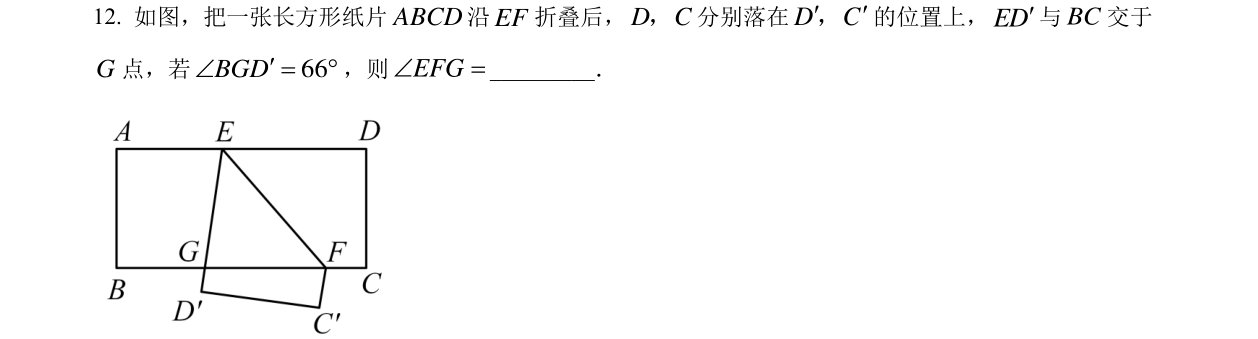 12. 如图，把一张长方形纸片 ABCD 沿 EF 折叠后，D，C 分别落在 D′，C′ 的位置上，ED′ 与 BC 交于
G 点，若 ∠BGD′ = 66°，则 ∠EFG = ________.
A E D
G F
B C
D′ C′